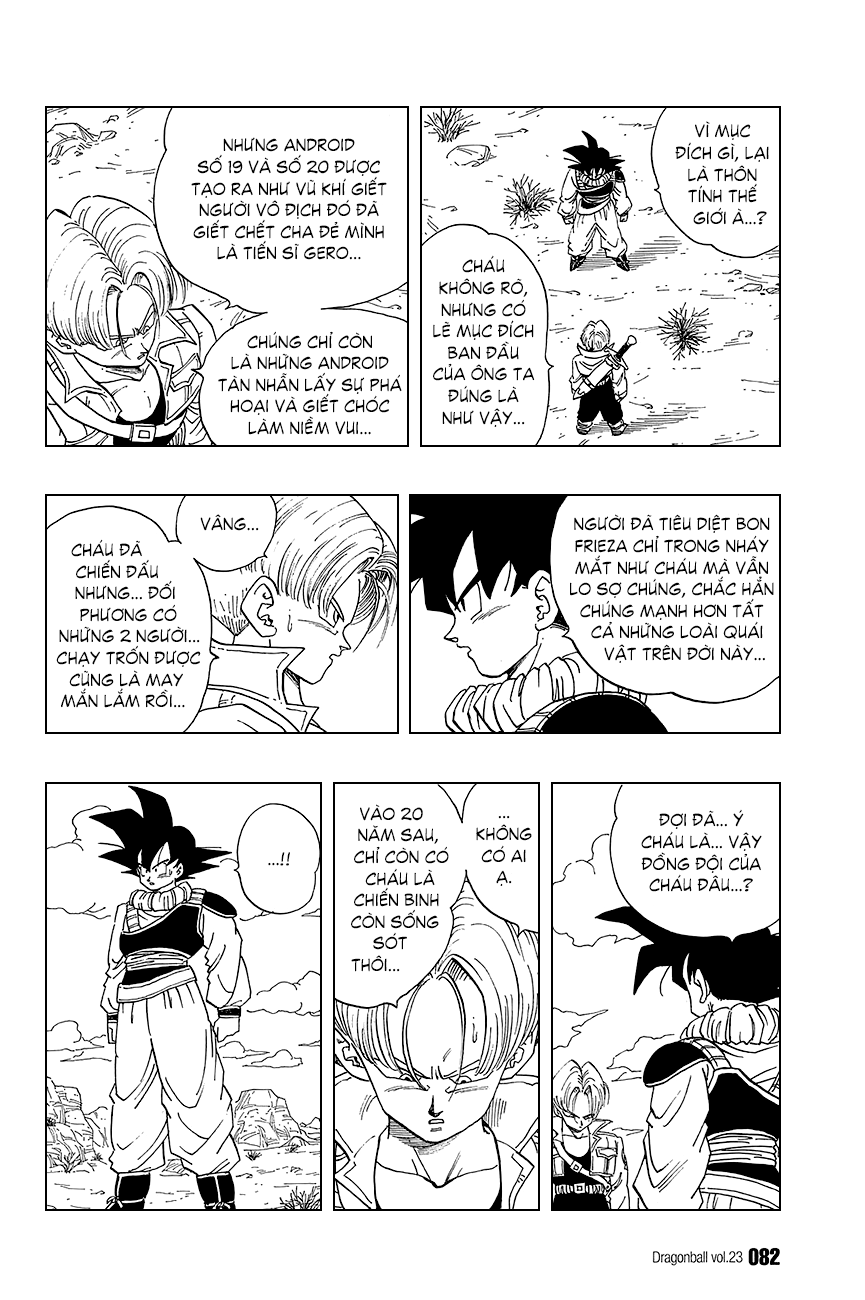 VÌ MỤC
ĐÍCH GÌ, LẠI
LÀ THÔN
TÍNH THẾ
GIỚI À...?
CHÁU
KHÔNG RÕ,
NHƯNG CÓ
LẼ MỤC ĐÍCH
BAN ĐẦU
CỦA ÔNG TA
ĐÚNG LÀ
NHƯ VẬY...
NHƯNG ANDROID
SỐ 19 VÀ SỐ 20 ĐƯỢC
TẠO RA NHƯ VŨ KHÍ GIẾT
NGƯỜI VÔ ĐỊCH ĐÓ ĐÃ
GIẾT CHẾT CHA ĐẺ MÌNH
LÀ TIẾN SĨ GERO...
CHÚNG CHỈ CÒN
LÀ NHỮNG ANDROID
TÀN NHẪN LẤY SỰ PHÁ
HOẠI VÀ GIẾT CHÓC
LÀM NIỀM VUI...
NGƯỜI ĐÃ TIÊU DIỆT BỌN
FRIEZA CHỈ TRONG NHÁY
MẮT NHƯ CHÁU MÀ VẪN
LO SỢ CHÚNG, CHẮC HẲN
CHÚNG MẠNH HƠN TẤT
CẢ NHỮNG LOÀI QUÁI
VẬT TRÊN ĐỜI NÀY...
VÂNG...
CHÁU ĐÃ
CHIẾN ĐẤU
NHƯNG... ĐỐI
PHƯƠNG CÓ
NHỮNG 2 NGƯỜI...
CHẠY TRỐN ĐƯỢC
CŨNG LÀ MAY
MẮN LẮM RỒI...
ĐỢI ĐÃ... Ý
CHÁU LÀ... VẬY
ĐỒNG ĐỘI CỦA
CHÁU ĐÂU...?
...
KHÔNG
CÓ AI
Ạ.
VÀO 20
NĂM SAU,
CHỈ CÒN CÓ
CHÁU LÀ
CHIẾN BINH
CÒN SỐNG
SÓT
THÔI...
...!!
Dragonball vol.23 082